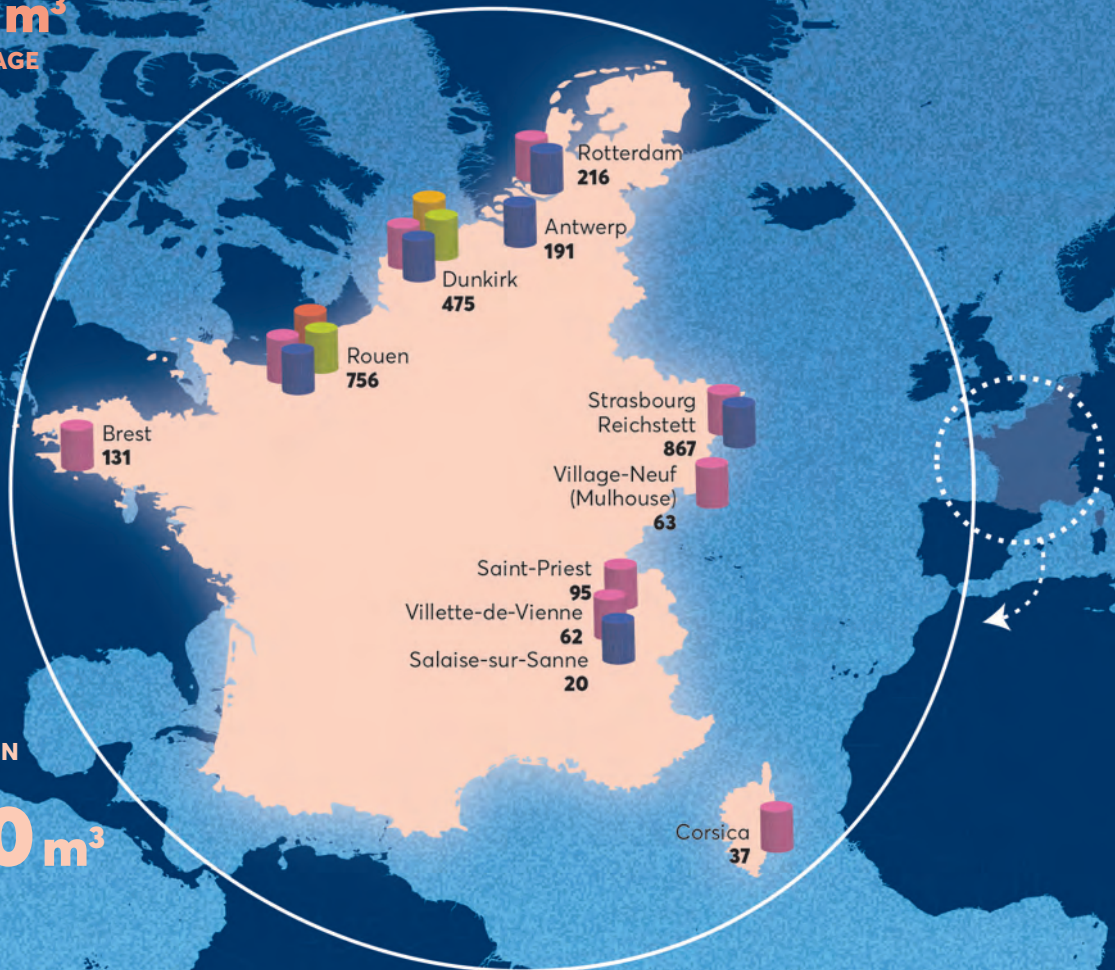 m³
AGE
Rotterdam
216
Antwerp
191
Dunkirk
475
Rouen
756
Strasbourg
Reichstett
867
Brest
131
Village-Neuf
(Mulhouse)
63
Saint-Priest
95
Villette-de-Vienne
62
Salaise-sur-Sanne
20
N
0 m³
Corsica
37